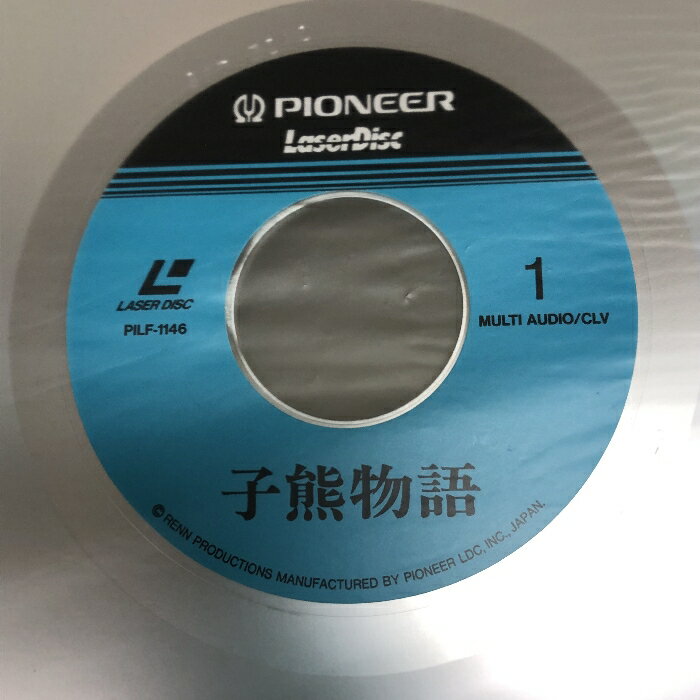 PIONEER
LaserDisc
LASER DISC
PILF-1146
1
MULTI AUDIO/CLV
子熊物語
© RENN PRODUCTIONS MANUFACTURED BY PIONEER LDC, INC., JAPAN.